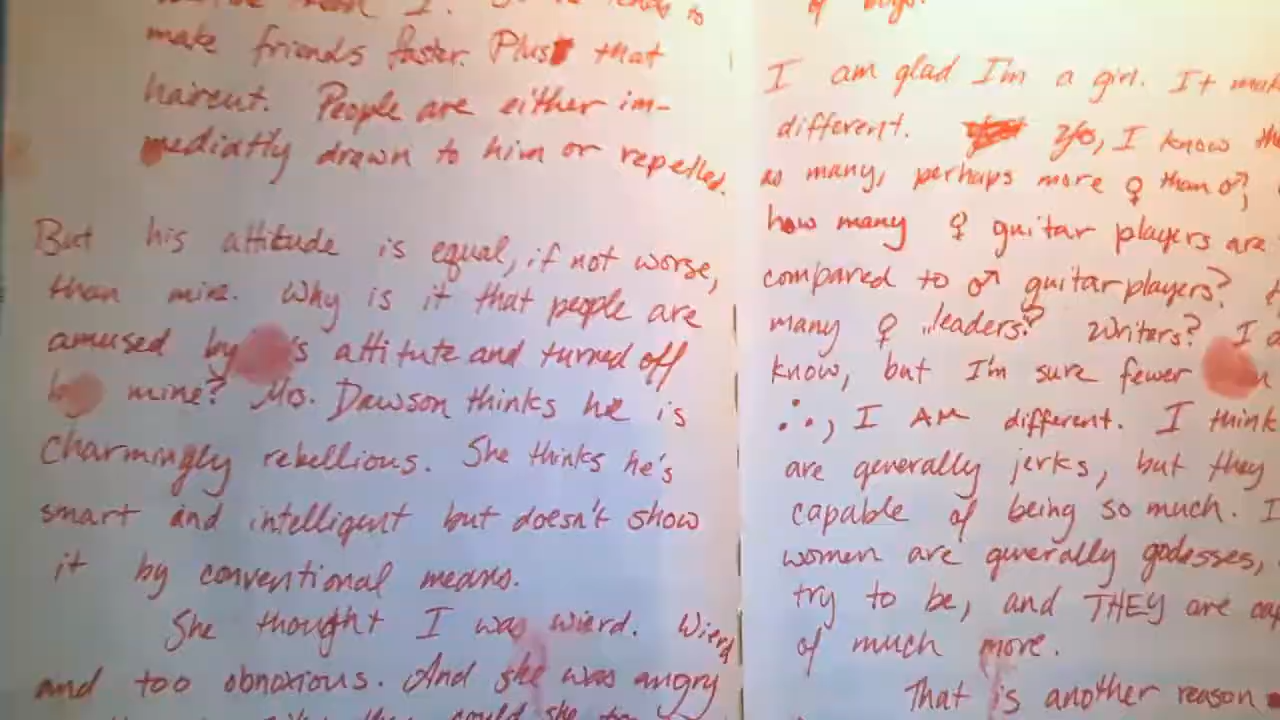 make friends faster. Plus that
haircut. People are either im-
mediatly drawn to him or repelled.
But his attitude is equal, if not worse,
than mine. Why is it that people are
amused by 's attitute and turned off
by mine? Mrs. Dawson thinks he is
charmingly rebellious. She thinks he's
smart and intelligent but doesn't show
it by conventional means.
She thought I was wierd. Wierd
and too obnoxious. And she was angry
I am glad I'm a girl. It mak
different. I know th
as many, perhaps more ♀ than ♂,
how many ♀ guitar players are
compared to ♂ guitar players?
many ♀ leaders? Writers? I
know, but I'm sure fewer
∴, I AM different. I think
are generally jerks, but they
capable of being so much. I
women are generally godesses,
try to be, and THEY are cap
of much more.
That is another reason